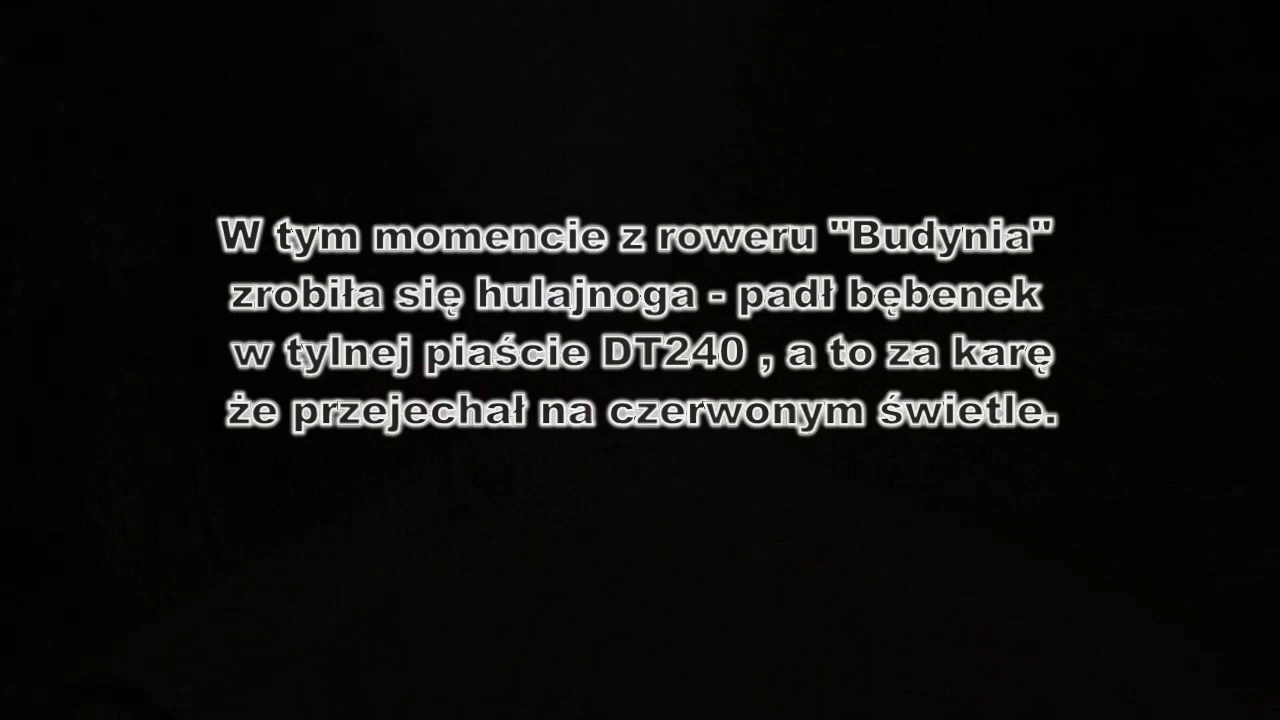 W tym momencie z roweru "Budynia"
zrobiła się hulajnoga - padł bębenek
w tylnej piaście DT240 , a to za karę
że przejechał na czerwonym świetle.